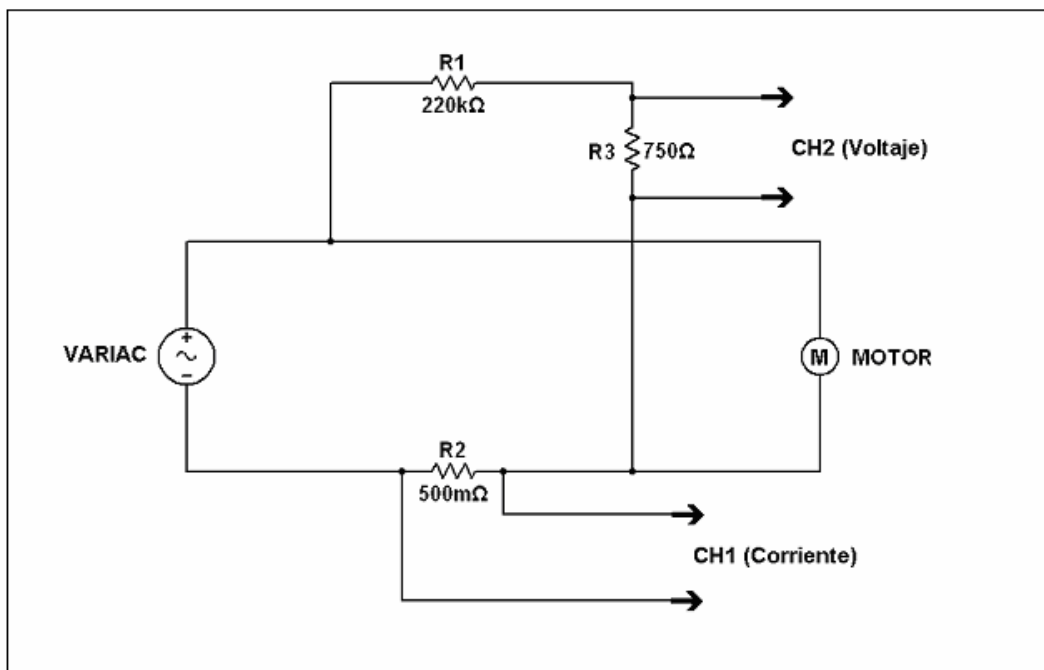 R1
220kΩ
R3 750Ω
CH2 (Voltaje)
VARIAC
+
-
M MOTOR
R2
500mΩ
CH1 (Corriente)